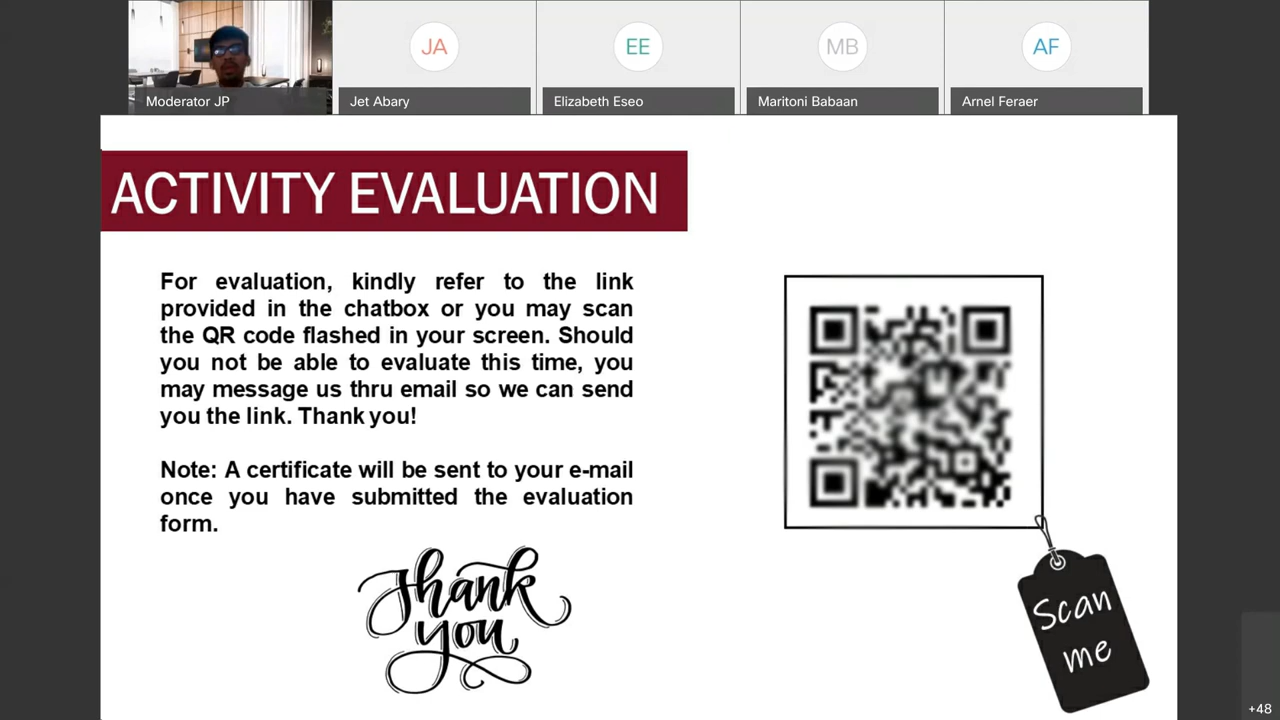 JA
EE
MB
AF
Moderator JP
Jet Abary
Elizabeth Eseo
Maritoni Babaan
Arnel Feraer
ACTIVITY EVALUATION
For evaluation, kindly refer to the link
provided in the chatbox or you may scan
the QR code flashed in your screen. Should
you not be able to evaluate this time, you
may message us thru email so we can send
you the link. Thank you!
Note: A certificate will be sent to your e-mail
once you have submitted the evaluation
form.
Thank
you
Scan
me
+48